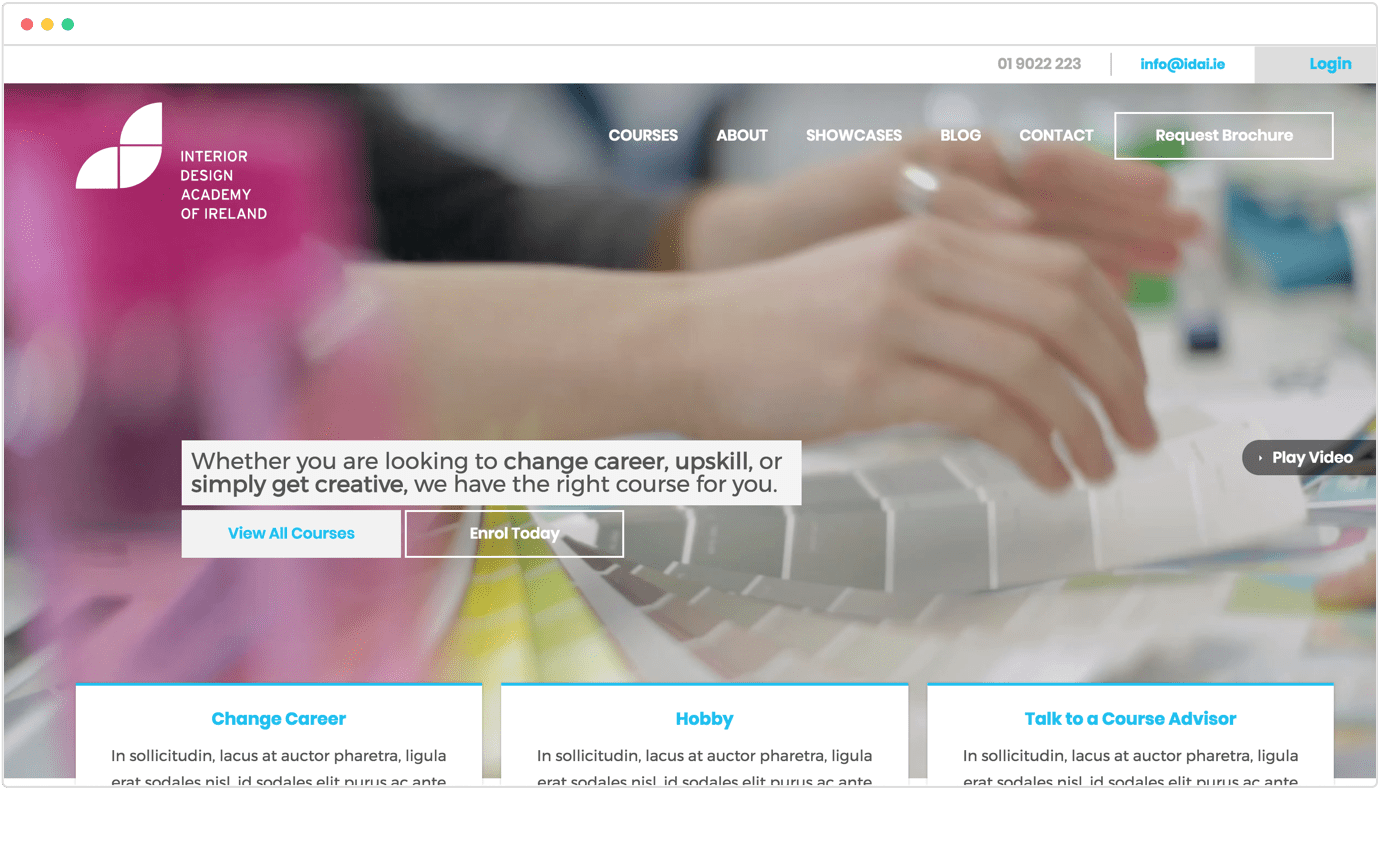 01 9022 223
info@idai.ie
Login
INTERIOR
DESIGN
ACADEMY
OF IRELAND
COURSES
ABOUT
SHOWCASES
BLOG
CONTACT
Request Brochure
Whether you are looking to change career, upskill, or
simply get creative, we have the right course for you.
View All Courses
Enrol Today
Play Video
Change Career
In sollicitudin, lacus at auctor pharetra, ligula
erat sodales nisl, id sodales elit purus ac ante
Hobby
In sollicitudin, lacus at auctor pharetra, ligula
erat sodales nisl, id sodales elit purus ac ante
Talk to a Course Advisor
In sollicitudin, lacus at auctor pharetra, ligula
erat sodales nisl, id sodales elit purus ac ante